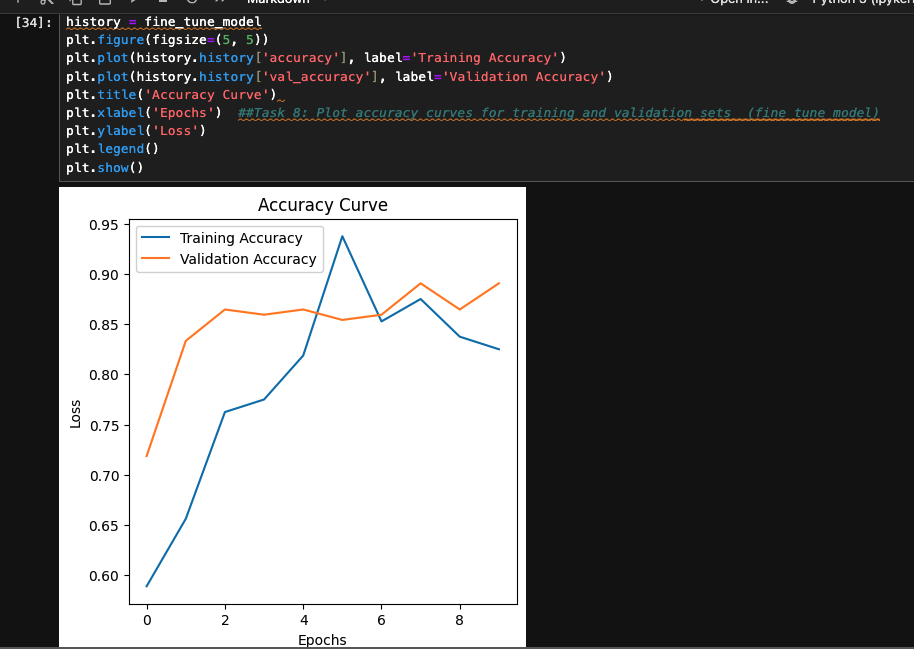 Markdown
Open in...
Python 3 (ipykern
[34]:
history = fine_tune_model
plt.figure(figsize=(5, 5))
plt.plot(history.history['accuracy'], label='Training Accuracy')
plt.plot(history.history['val_accuracy'], label='Validation Accuracy')
plt.title('Accuracy Curve')
plt.xlabel('Epochs')  ##Task 8: Plot accuracy curves for training and validation sets  (fine tune model)
plt.ylabel('Loss')
plt.legend()
plt.show()
Accuracy Curve
Training Accuracy
Validation Accuracy
0.95
0.90
0.85
0.80
0.75
0.70
0.65
0.60
Loss
0 2 4 6 8
Epochs